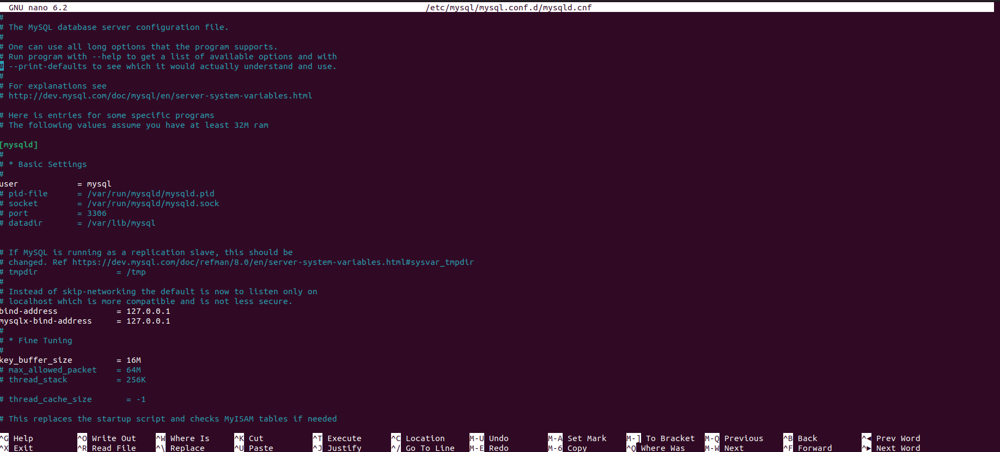 GNU nano 6.2 /etc/mysql/mysql.conf.d/mysqld.cnf
#
# The MySQL database server configuration file.
#
# One can use all long options that the program supports.
# Run program with --help to get a list of available options and with
# --print-defaults to see which it would actually understand and use.
#
# For explanations see
# http://dev.mysql.com/doc/mysql/en/server-system-variables.html

# Here is entries for some specific programs
# The following values assume you have at least 32M ram

[mysqld]
#
# * Basic Settings
#
user            = mysql
# pid-file      = /var/run/mysqld/mysqld.pid
# socket        = /var/run/mysqld/mysqld.sock
# port          = 3306
# datadir       = /var/lib/mysql


# If MySQL is running as a replication slave, this should be
# changed. Ref https://dev.mysql.com/doc/refman/8.0/en/server-system-variables.html#sysvar_tmpdir
# tmpdir                = /tmp
#
# Instead of skip-networking the default is now to listen only on
# localhost which is more compatible and is not less secure.
bind-address            = 127.0.0.1
mysqlx-bind-address     = 127.0.0.1
#
# * Fine Tuning
#
key_buffer_size         = 16M
# max_allowed_packet    = 64M
# thread_stack          = 256K

# thread_cache_size       = -1

# This replaces the startup script and checks MyISAM tables if needed
^G Help ^O Write Out ^W Where Is ^K Cut ^T Execute ^C Location M-U Undo M-A Set Mark M-] To Bracket M-Q Previous ^B Back ^◀ Prev Word
^X Exit ^R Read File ^\ Replace ^U Paste ^J Justify ^/ Go To Line M-E Redo M-6 Copy ^Q Where Was M-W Next ^F Forward ^▶ Next Word